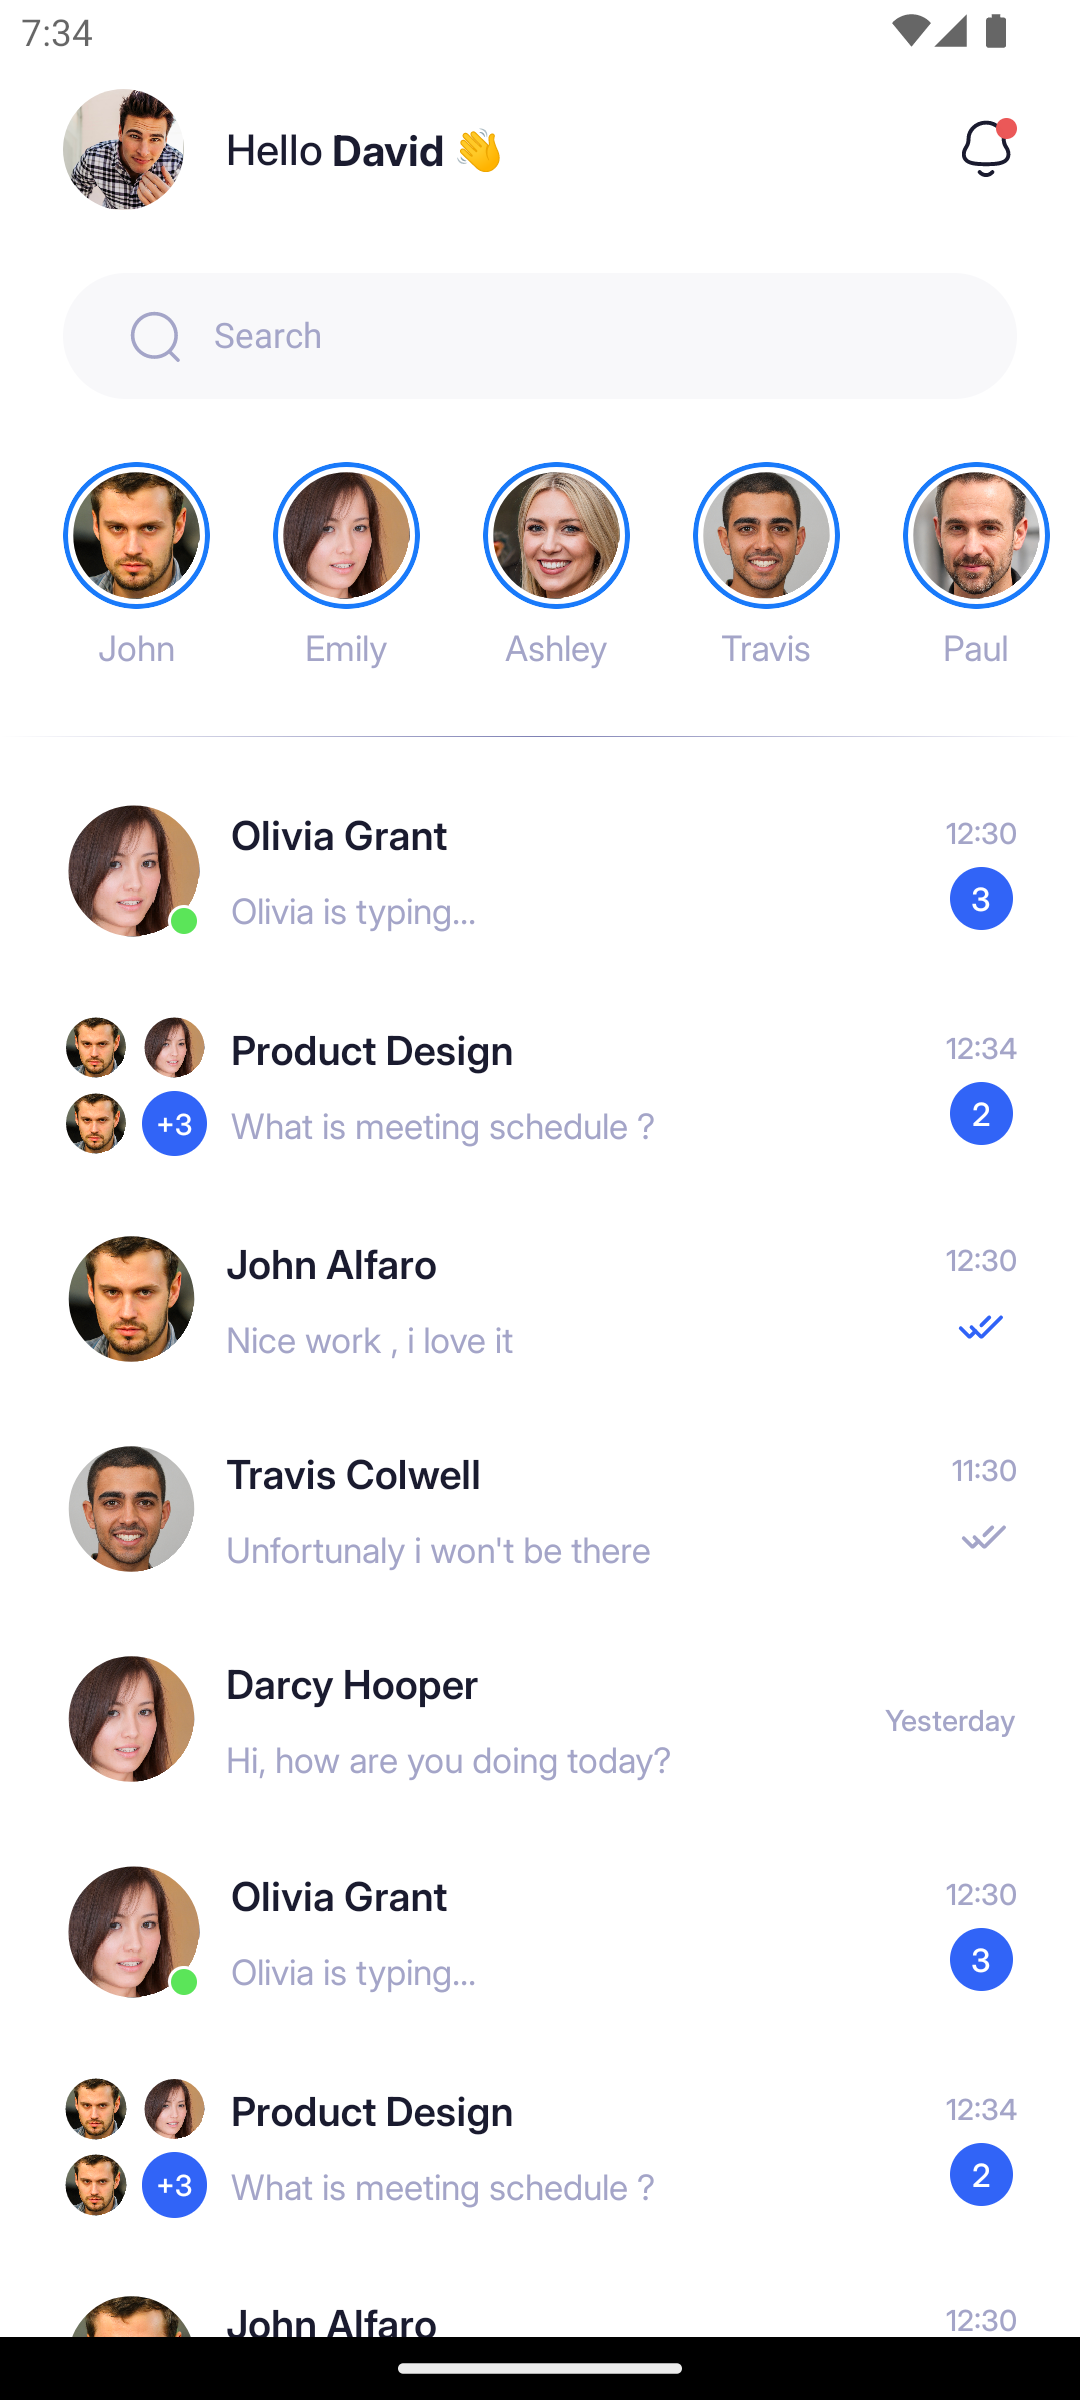 7:34
Hello David 👋
Search
John
Emily
Ashley
Travis
Paul
Olivia Grant
12:30
Olivia is typing...
3
Product Design
12:34
+3
What is meeting schedule ?
2
John Alfaro
12:30
Nice work , i love it
Travis Colwell
11:30
Unfortunaly i won't be there
Darcy Hooper
Yesterday
Hi, how are you doing today?
Olivia Grant
12:30
Olivia is typing...
3
Product Design
12:34
+3
What is meeting schedule ?
2
John Alfaro
12:30